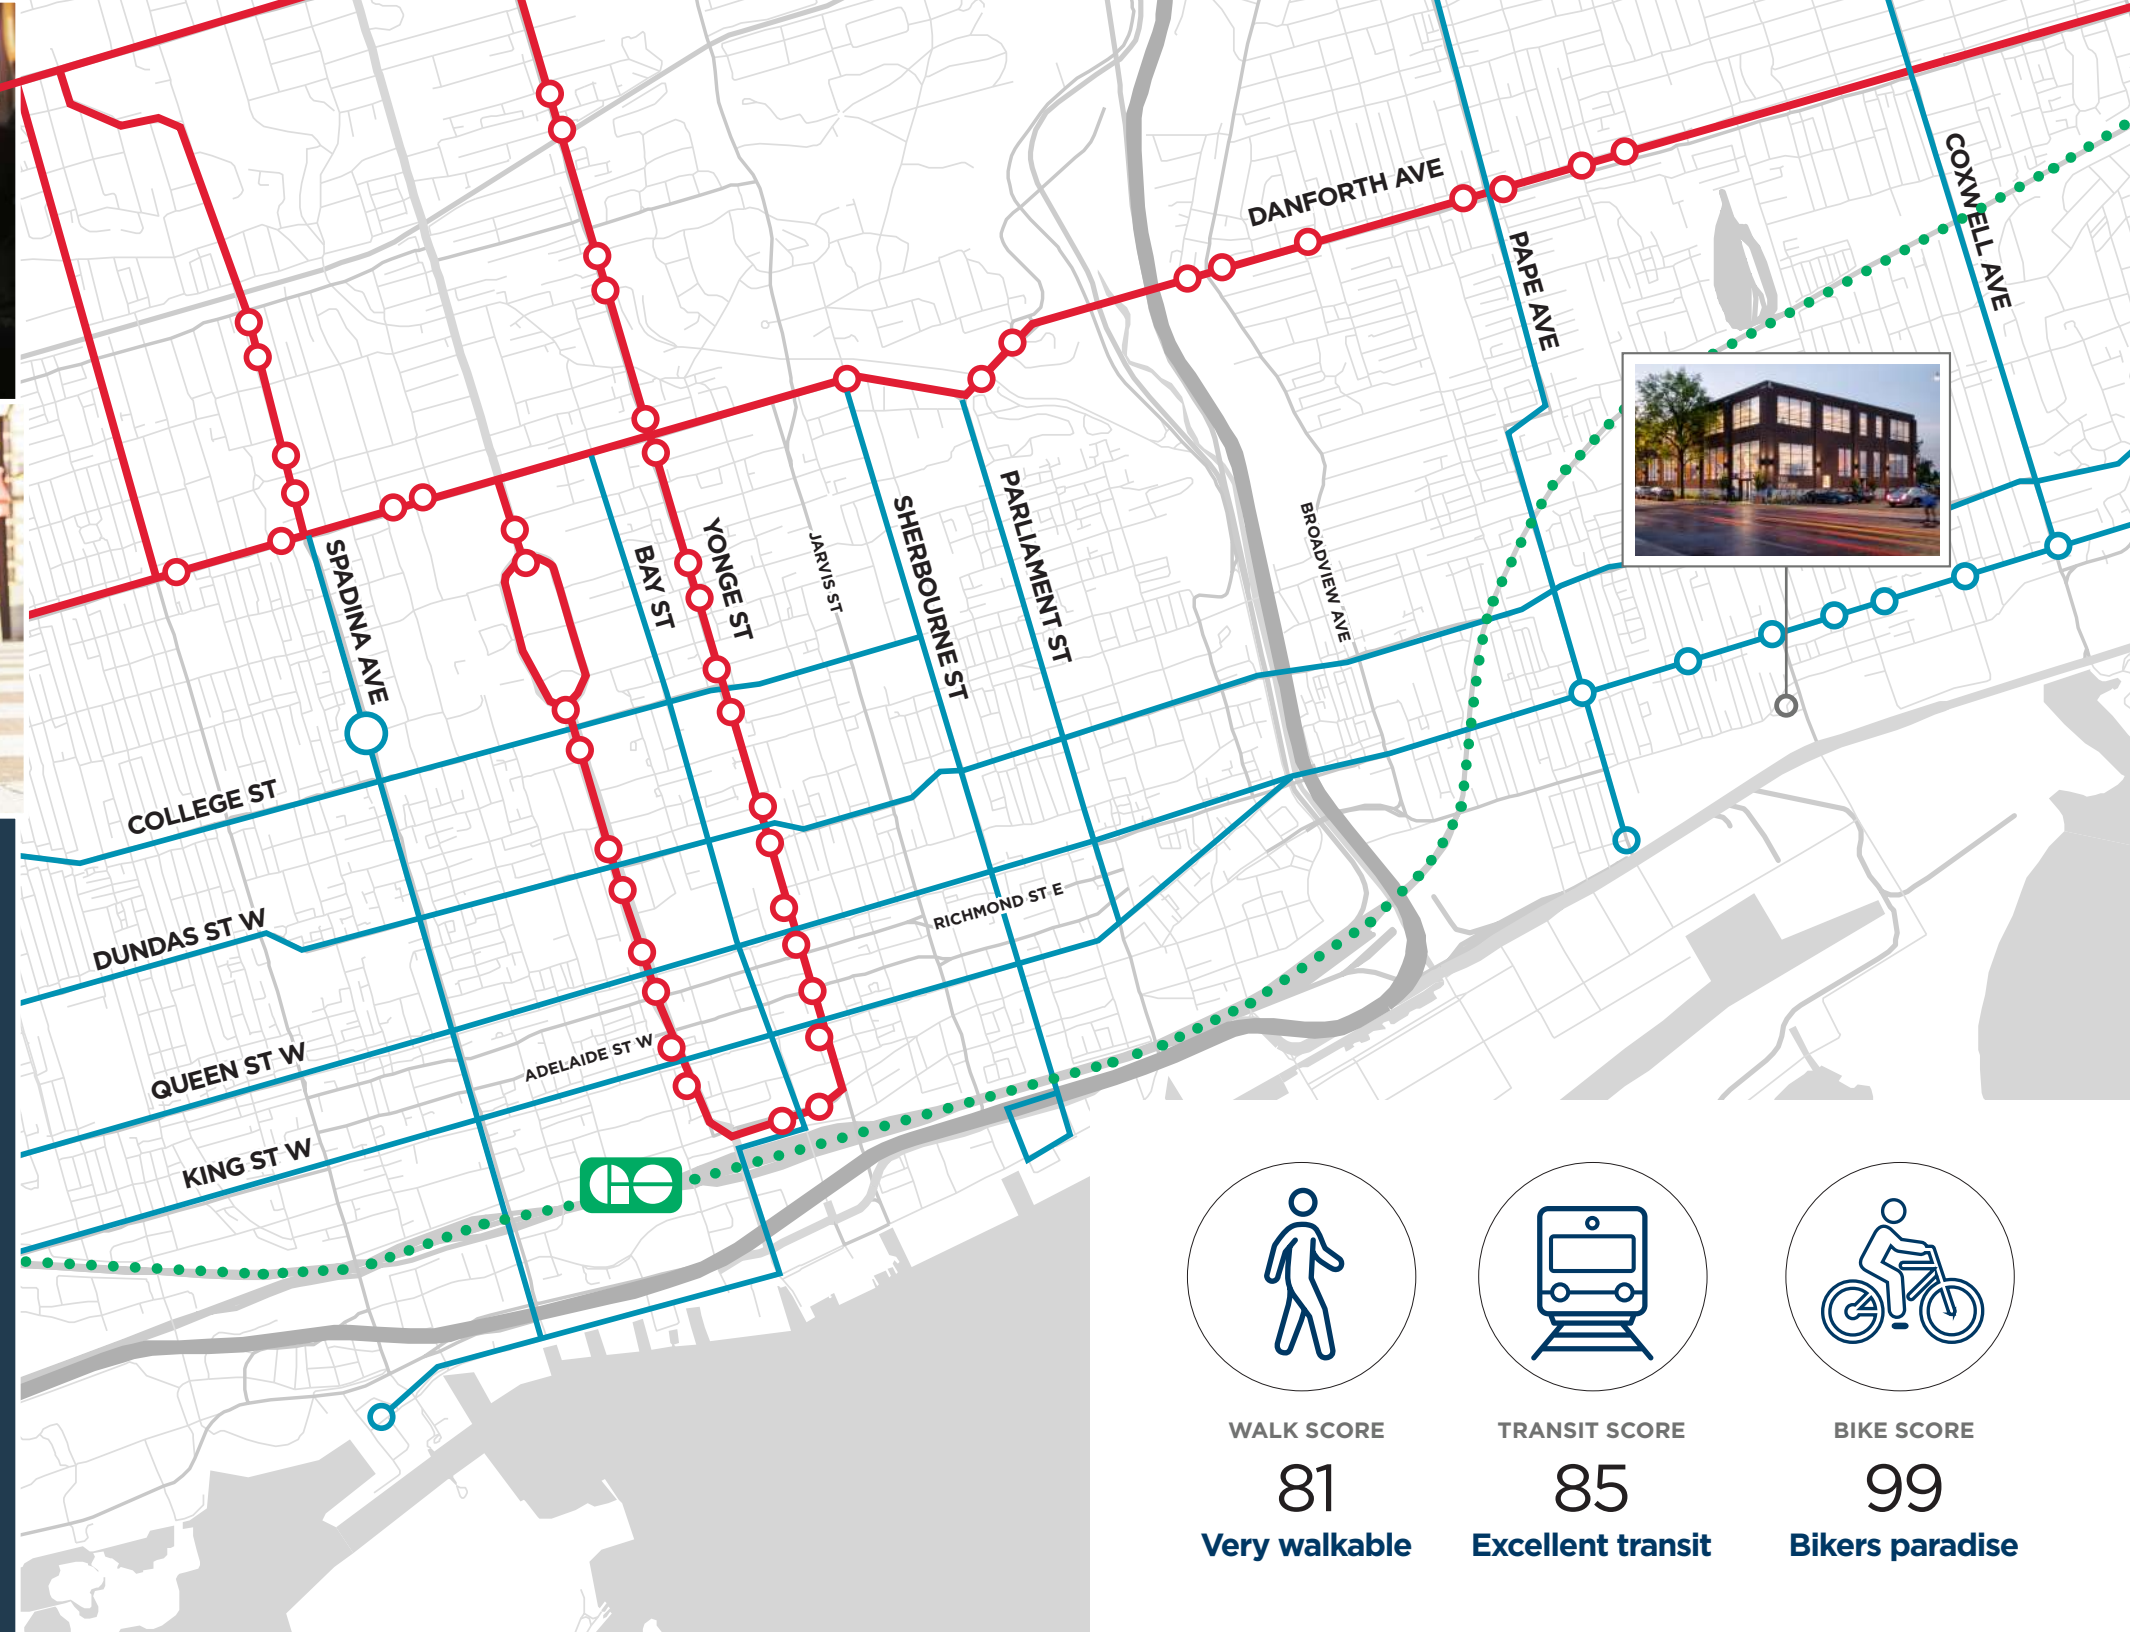 DANFORTH AVE
COXWELL AVE
PAPE AVE
SPADINA AVE
BAY ST
YONGE ST
JARVIS ST
SHERBOURNE ST
PARLIAMENT ST
BROADVIEW AVE
COLLEGE ST
DUNDAS ST W
RICHMOND ST E
QUEEN ST W
ADELAIDE ST W
KING ST W
GO
WALK SCORE
81
Very walkable
TRANSIT SCORE
85
Excellent transit
BIKE SCORE
99
Bikers paradise